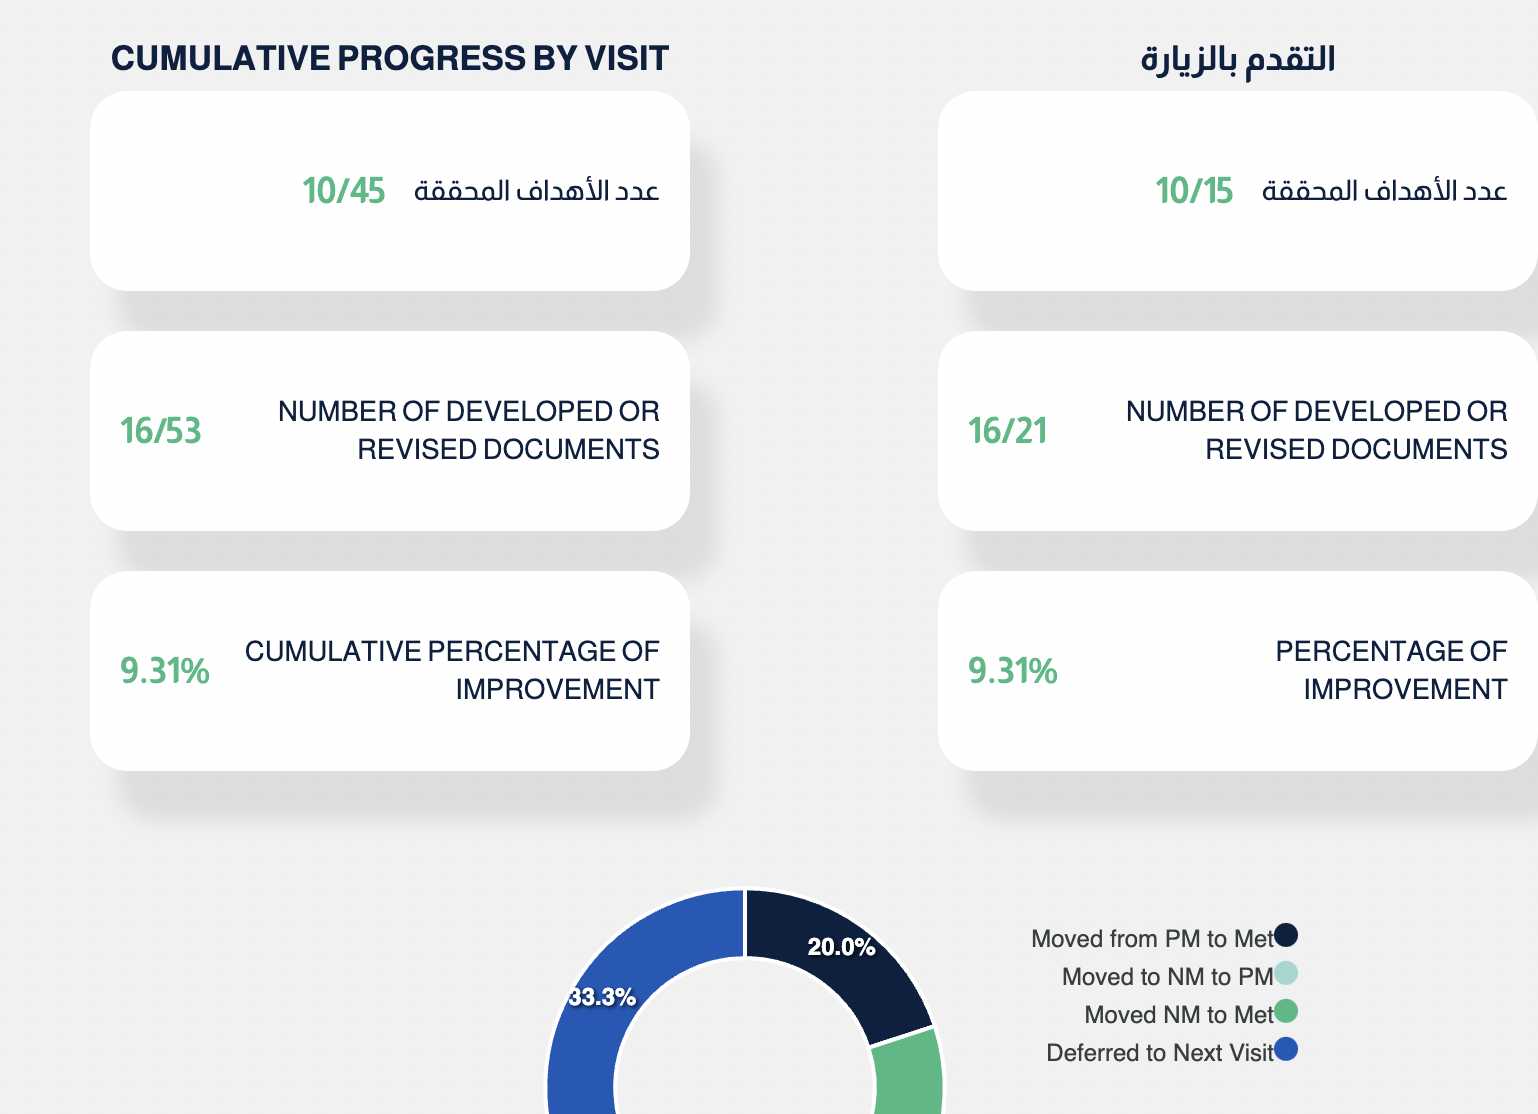 CUMULATIVE PROGRESS BY VISIT
التقدم بالزيارة
عدد الأهداف المحققة 10/45
عدد الأهداف المحققة 10/15
16/53
NUMBER OF DEVELOPED OR
REVISED DOCUMENTS
16/21
NUMBER OF DEVELOPED OR
REVISED DOCUMENTS
9.31%
CUMULATIVE PERCENTAGE OF
IMPROVEMENT
9.31%
PERCENTAGE OF
IMPROVEMENT
20.0%
33.3%
Moved from PM to Met
Moved to NM to PM
Moved NM to Met
Deferred to Next Visit